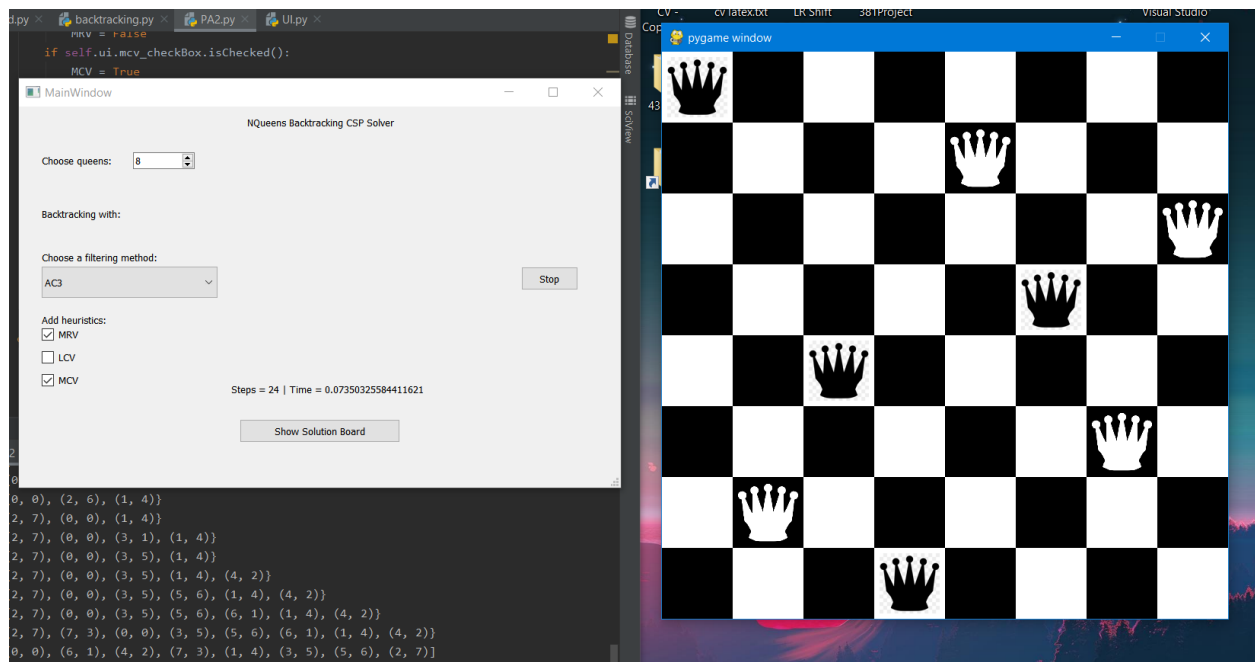 d.py × backtracking.py × PA2.py × UI.py ×
MRV = False
if self.ui.mcv_checkBox.isChecked():
MCV = True
MainWindow
NQueens Backtracking CSP Solver
Choose queens: 8
Backtracking with:
Choose a filtering method:
AC3
Stop
Add heuristics:
MRV
LCV
MCV
Steps = 24 | Time = 0.07350325584411621
Show Solution Board
2
0
0, 0), (2, 6), (1, 4)}
2, 7), (0, 0), (1, 4)}
2, 7), (0, 0), (3, 1), (1, 4)}
2, 7), (0, 0), (3, 5), (1, 4)}
2, 7), (0, 0), (3, 5), (1, 4), (4, 2)}
2, 7), (0, 0), (3, 5), (5, 6), (1, 4), (4, 2)}
2, 7), (0, 0), (3, 5), (5, 6), (6, 1), (1, 4), (4, 2)}
2, 7), (7, 3), (0, 0), (3, 5), (5, 6), (6, 1), (1, 4), (4, 2)}
0, 0), (6, 1), (4, 2), (7, 3), (1, 4), (3, 5), (5, 6), (2, 7)]
Database
SciView
CV - cv latex.txt LR Shift 381Project Visual Studio
Cop
43
pygame window